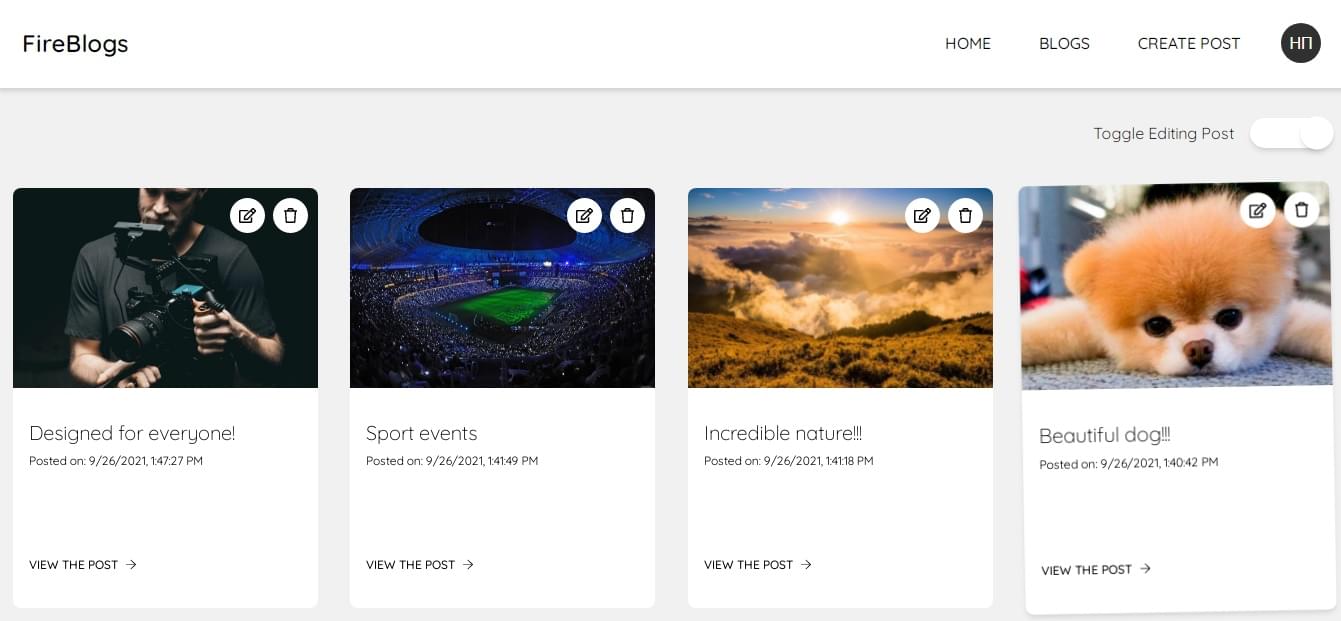 FireBlogs
HOME
BLOGS
CREATE POST
НП
Toggle Editing Post
Designed for everyone!
Posted on: 9/26/2021, 1:47:27 PM
VIEW THE POST
Sport events
Posted on: 9/26/2021, 1:41:49 PM
VIEW THE POST
Incredible nature!!!
Posted on: 9/26/2021, 1:41:18 PM
VIEW THE POST
Beautiful dog!!!
Posted on: 9/26/2021, 1:40:42 PM
VIEW THE POST